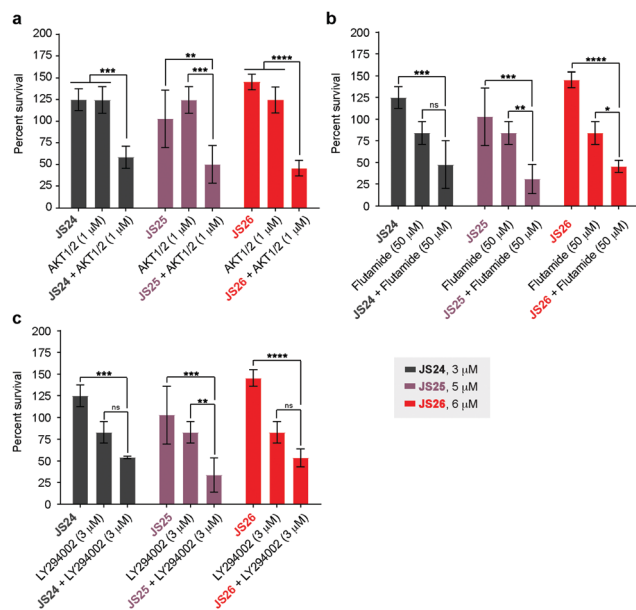 a
Percent survival
200
175
150
125
100
75
50
25
0
***
**
***
****
JS24
AKT1/2 (1 μM)
JS24 + AKT1/2 (1 μM)
JS25
AKT1/2 (1 μM)
JS25 + AKT1/2 (1 μM)
JS26
AKT1/2 (1 μM)
JS26 + AKT1/2 (1 μM)
b
Percent survival
200
175
150
125
100
75
50
25
0
***
ns
***
**
****
*
JS24
Flutamide (50 μM)
JS24 + Flutamide (50 μM)
JS25
Flutamide (50 μM)
JS25 + Flutamide (50 μM)
JS26
Flutamide (50 μM)
JS26 + Flutamide (50 μM)
c
Percent survival
200
175
150
125
100
75
50
25
0
***
ns
***
**
****
ns
JS24
LY294002 (3 μM)
JS24 + LY294002 (3 μM)
JS25
LY294002 (3 μM)
JS25 + LY294002 (3 μM)
JS26
LY294002 (3 μM)
JS26 + LY294002 (3 μM)
JS24, 3 μM
JS25, 5 μM
JS26, 6 μM